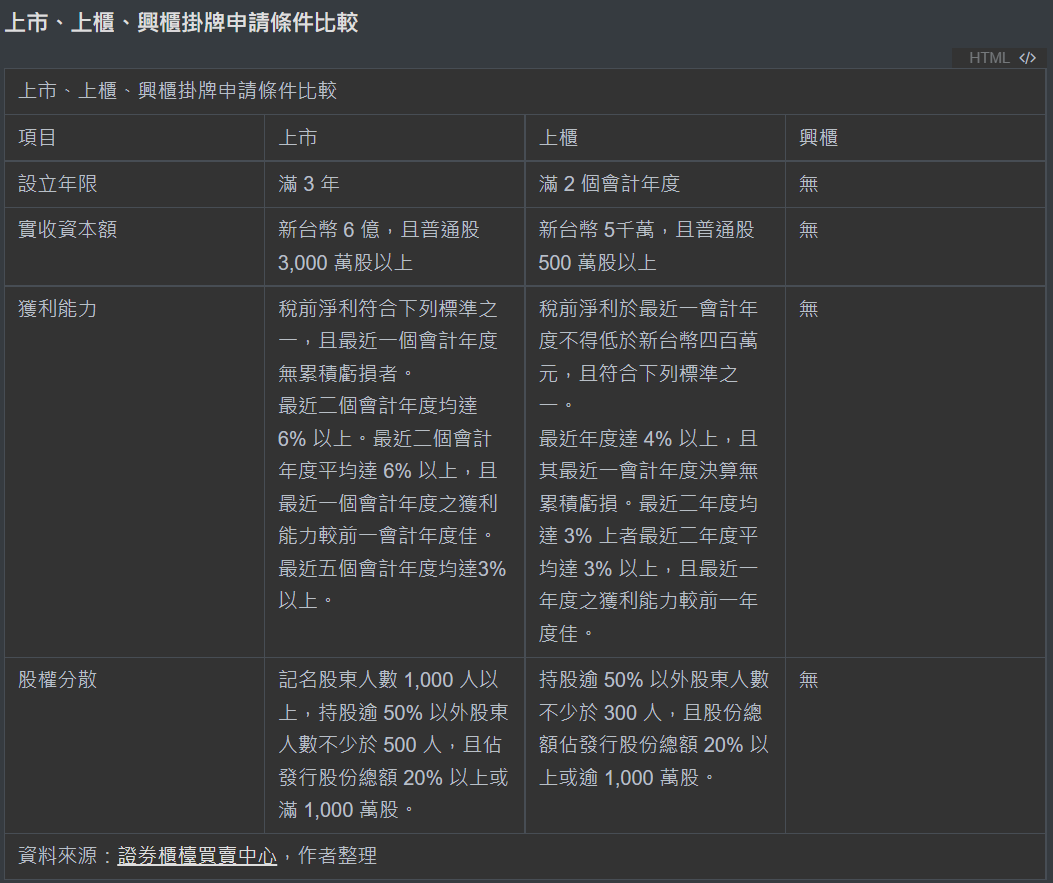 上市、上櫃、興櫃掛牌申請條件比較
HTML </>
上市、上櫃、興櫃掛牌申請條件比較
項目
上市
上櫃
興櫃
設立年限
滿 3 年
滿 2 個會計年度
無
實收資本額
新台幣 6 億，且普通股
3,000 萬股以上
新台幣 5千萬，且普通股
500 萬股以上
無
獲利能力
稅前淨利符合下列標準之
一，且最近一個會計年度
無累積虧損者。
最近二個會計年度均達
6% 以上。最近二個會計
年度平均達 6% 以上，且
最近一個會計年度之獲利
能力較前一會計年度佳。
最近五個會計年度均達3%
以上。
稅前淨利於最近一會計年
度不得低於新台幣四百萬
元，且符合下列標準之
一。
最近年度達 4% 以上，且
其最近一會計年度決算無
累積虧損。最近二年度均
達 3% 上者最近二年度平
均達 3% 以上，且最近一
年度之獲利能力較前一年
度佳。
無
股權分散
記名股東人數 1,000 人以
上，持股逾 50% 以外股東
人數不少於 500 人，且佔
發行股份總額 20% 以上或
滿 1,000 萬股。
持股逾 50% 以外股東人數
不少於 300 人，且股份總
額佔發行股份總額 20% 以
上或逾 1,000 萬股。
無
資料來源：證券櫃檯買賣中心，作者整理